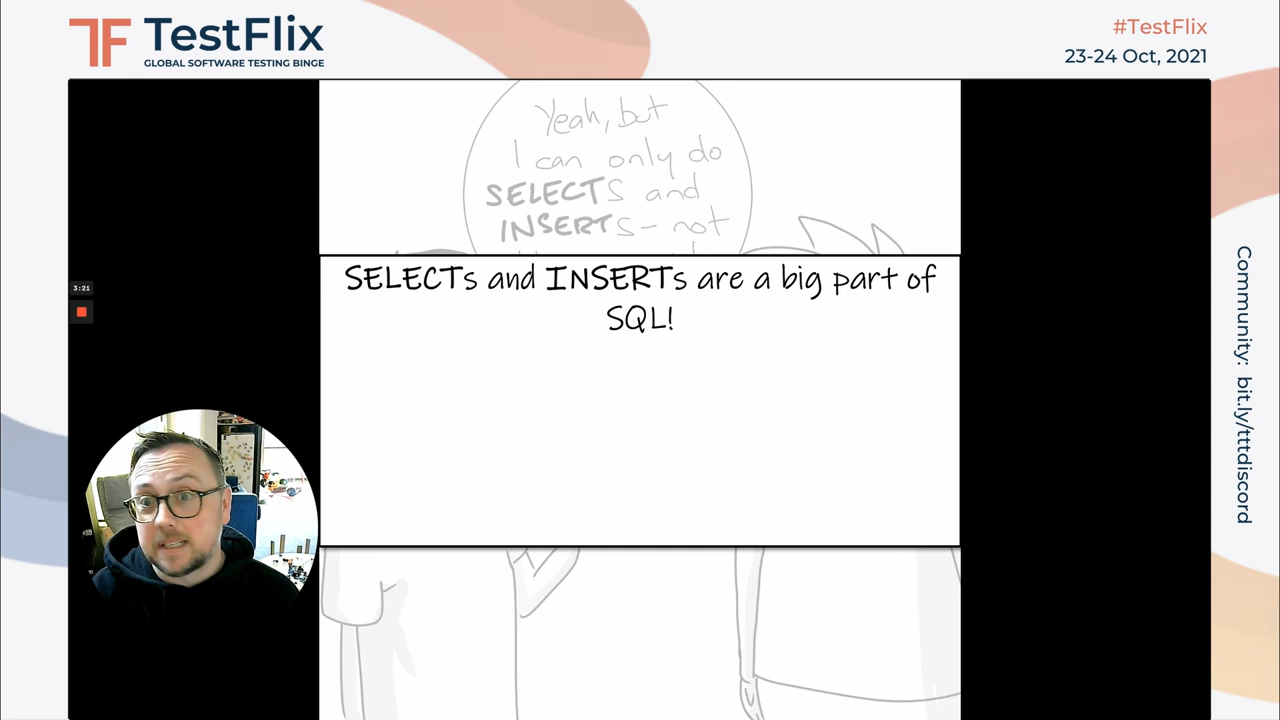 TF TestFlix
GLOBAL SOFTWARE TESTING BINGE
#TestFlix
23-24 Oct, 2021
Yeah, but
I can only do
SELECTS and
INSERTS- not
SELECTs and INSERTs are a big part of
SQL!
3:21
Community: bit.ly/tttdiscord